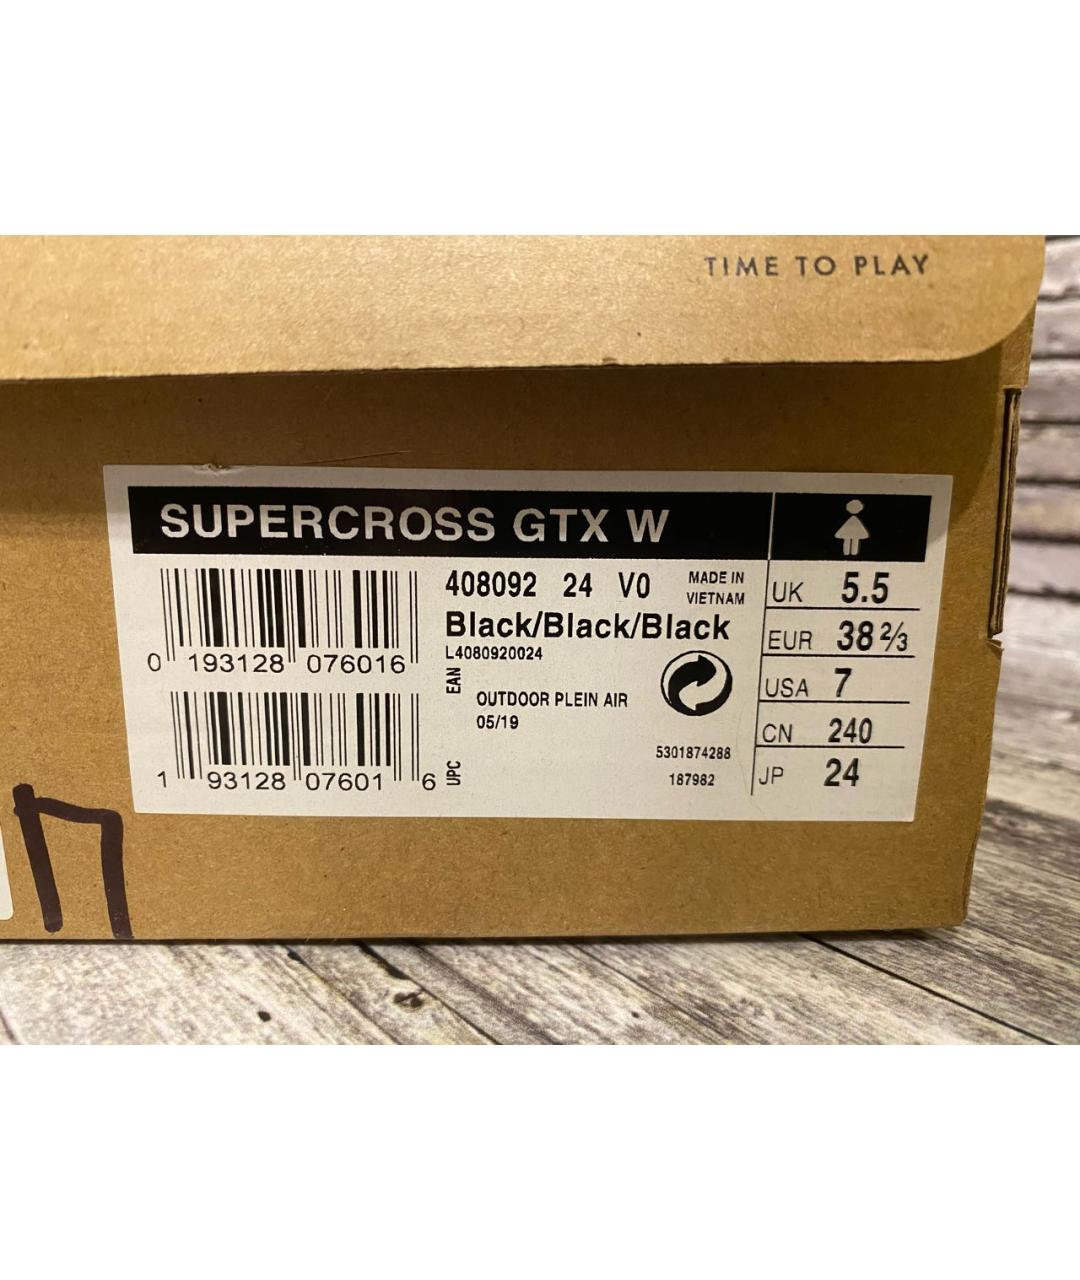 TIME TO PLAY
SUPERCROSS GTX W
408092 24 V0
MADE IN
VIETNAM
Black/Black/Black
L4080920024
0 193128 076016
EAN
OUTDOOR PLEIN AIR
05/19
1 93128 07601 6
UPC
5301874288
187982
UK 5.5
EUR 38 2/3
USA 7
CN 240
JP 24
П